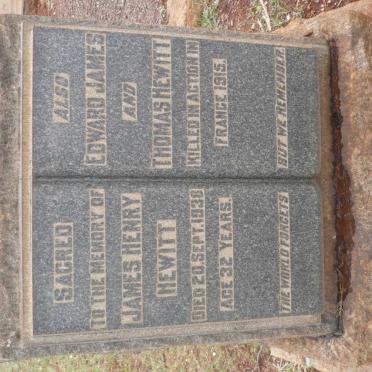 SACRED
TO THE MEMORY OF
JAMES HENRY
HEWITT
DIED 20 SEPT. 1930
AGE 32 YEARS.
THE WORLD FORGETS
ALSO
EDWARD JAMES
AND
THOMAS HEWITT
KILLED IN ACTION IN
FRANCE 1915.
BUT WE REMEMBER